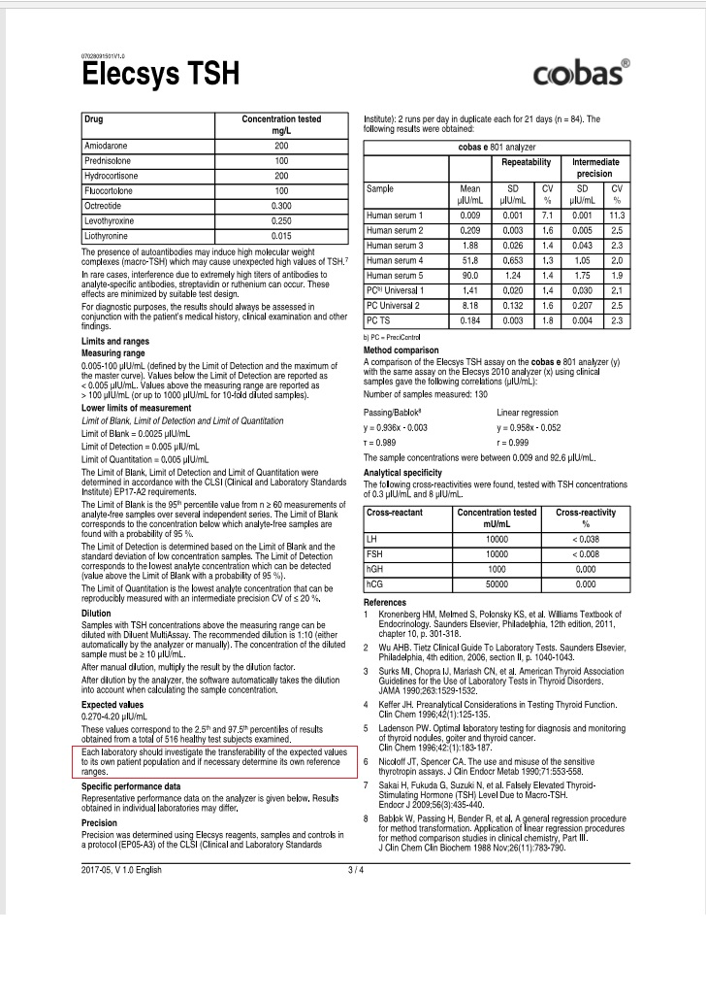 07028091501V1.0
Elecsys TSH
cobas®
Drug Concentration tested mg/L
Amiodarone 200
Prednisolone 100
Hydrocortisone 200
Fluocortolone 100
Octreotide 0.300
Levothyroxine 0.250
Liothyronine 0.015
The presence of autoantibodies may induce high molecular weight
complexes (macro-TSH) which may cause unexpected high values of TSH.7
In rare cases, interference due to extremely high titers of antibodies to
analyte-specific antibodies, streptavidin or ruthenium can occur. These
effects are minimized by suitable test design.
For diagnostic purposes, the results should always be assessed in
conjunction with the patient's medical history, clinical examination and other
findings.
Limits and ranges
Measuring range
0.005-100 µIU/mL (defined by the Limit of Detection and the maximum of
the master curve). Values below the Limit of Detection are reported as
< 0.005 µIU/mL. Values above the measuring range are reported as
> 100 µIU/mL (or up to 1000 µIU/mL for 10-fold diluted samples).
Lower limits of measurement
Limit of Blank, Limit of Detection and Limit of Quantitation
Limit of Blank = 0.0025 µIU/mL
Limit of Detection = 0.005 µIU/mL
Limit of Quantitation = 0.005 µIU/mL
The Limit of Blank, Limit of Detection and Limit of Quantitation were
determined in accordance with the CLSI (Clinical and Laboratory Standards
Institute) EP17-A2 requirements.
The Limit of Blank is the 95th percentile value from n ≥ 60 measurements of
analyte-free samples over several independent series. The Limit of Blank
corresponds to the concentration below which analyte-free samples are
found with a probability of 95 %.
The Limit of Detection is determined based on the Limit of Blank and the
standard deviation of low concentration samples. The Limit of Detection
corresponds to the lowest analyte concentration which can be detected
(value above the Limit of Blank with a probability of 95 %).
The Limit of Quantitation is the lowest analyte concentration that can be
reproducibly measured with an intermediate precision CV of ≤ 20 %.
Dilution
Samples with TSH concentrations above the measuring range can be
diluted with Diluent MultiAssay. The recommended dilution is 1:10 (either
automatically by the analyzer or manually). The concentration of the diluted
sample must be ≥ 10 µIU/mL.
After manual dilution, multiply the result by the dilution factor.
After dilution by the analyzer, the software automatically takes the dilution
into account when calculating the sample concentration.
Expected values
0.270-4.20 µIU/mL
These values correspond to the 2.5th and 97.5th percentiles of results
obtained from a total of 516 healthy test subjects examined.
Each laboratory should investigate the transferability of the expected values
to its own patient population and if necessary determine its own reference
ranges.
Specific performance data
Representative performance data on the analyzer is given below. Results
obtained in individual laboratories may differ.
Precision
Precision was determined using Elecsys reagents, samples and controls in
a protocol (EP05-A3) of the CLSI (Clinical and Laboratory Standards
Institute): 2 runs per day in duplicate each for 21 days (n = 84). The
following results were obtained:
cobas e 801 analyzer
Repeatability Intermediate precision
Sample Mean µIU/mL SD µIU/mL CV % SD µIU/mL CV %
Human serum 1 0.009 0.001 7.1 0.001 11.3
Human serum 2 0.209 0.003 1.6 0.005 2.5
Human serum 3 1.88 0.026 1.4 0.043 2.3
Human serum 4 51.8 0.653 1.3 1.05 2.0
Human serum 5 90.0 1.24 1.4 1.75 1.9
PCb) Universal 1 1.41 0.020 1.4 0.030 2.1
PC Universal 2 8.18 0.132 1.6 0.207 2.5
PC TS 0.184 0.003 1.8 0.004 2.3
b) PC = PreciControl
Method comparison
A comparison of the Elecsys TSH assay on the cobas e 801 analyzer (y)
with the same assay on the Elecsys 2010 analyzer (x) using clinical
samples gave the following correlations (µIU/mL):
Number of samples measured: 130
Passing/Bablok8 Linear regression
y = 0.936x - 0.003 y = 0.958x - 0.052
τ = 0.989 r = 0.999
The sample concentrations were between 0.009 and 92.6 µIU/mL.
Analytical specificity
The following cross-reactivities were found, tested with TSH concentrations
of 0.3 µIU/mL and 8 µIU/mL.
Cross-reactant Concentration tested mU/mL Cross-reactivity %
LH 10000 < 0.038
FSH 10000 < 0.008
hGH 1000 0.000
hCG 50000 0.000
References
1 Kronenberg HM, Melmed S, Polonsky KS, et al. Williams Textbook of
Endocrinology. Saunders Elsevier, Philadelphia, 12th edition, 2011,
chapter 10, p. 301-318.
2 Wu AHB. Tietz Clinical Guide To Laboratory Tests. Saunders Elsevier,
Philadelphia, 4th edition, 2006, section II, p. 1040-1043.
3 Surks MI, Chopra IJ, Mariash CN, et al. American Thyroid Association
Guidelines for the Use of Laboratory Tests in Thyroid Disorders.
JAMA 1990;263:1529-1532.
4 Keffer JH. Preanalytical Considerations in Testing Thyroid Function.
Clin Chem 1996;42(1):125-135.
5 Ladenson PW. Optimal laboratory testing for diagnosis and monitoring
of thyroid nodules, goiter and thyroid cancer.
Clin Chem 1996;42:(1):183-187.
6 Nicoloff JT, Spencer CA. The use and misuse of the sensitive
thyrotropin assays. J Clin Endocr Metab 1990;71:553-558.
7 Sakai H, Fukuda G, Suzuki N, et al. Falsely Elevated Thyroid-
Stimulating Hormone (TSH) Level Due to Macro-TSH.
Endocr J 2009;56(3):435-440.
8 Bablok W, Passing H, Bender R, et al. A general regression procedure
for method transformation. Application of linear regression procedures
for method comparison studies in clinical chemistry, Part III.
J Clin Chem Clin Biochem 1988 Nov;26(11):783-790.
2017-05, V 1.0 English
3 / 4